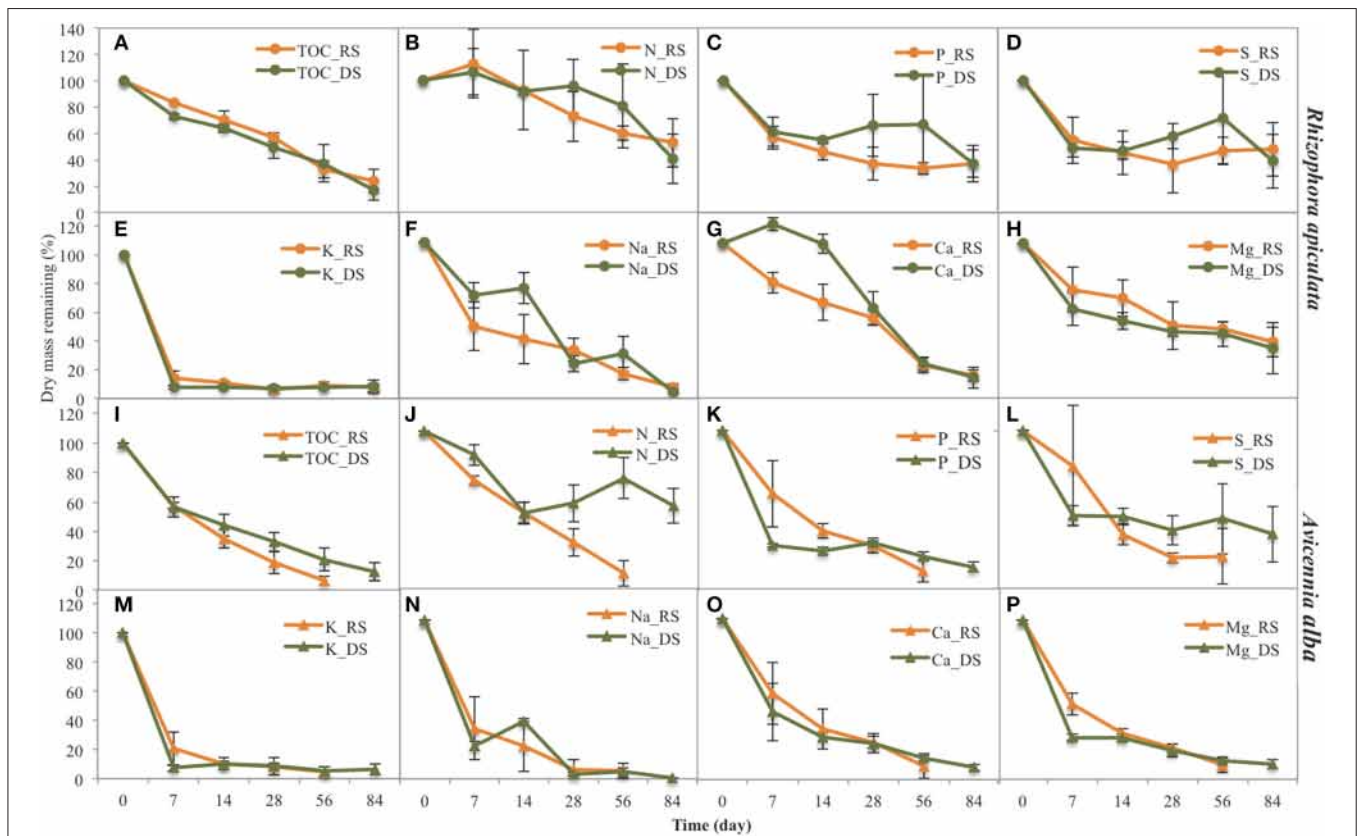 A
TOC_RS
TOC_DS
B
N_RS
N_DS
C
P_RS
P_DS
D
S_RS
S_DS
140
120
100
80
60
40
20
0
Rhizophora apiculata
E
K_RS
K_DS
F
Na_RS
Na_DS
G
Ca_RS
Ca_DS
H
Mg_RS
Mg_DS
120
100
80
60
40
20
0
Dry mass remaining (%)
I
TOC_RS
TOC_DS
J
N_RS
N_DS
K
P_RS
P_DS
L
S_RS
S_DS
120
100
80
60
40
20
0
Avicennia alba
M
K_RS
K_DS
N
Na_RS
Na_DS
O
Ca_RS
Ca_DS
P
Mg_RS
Mg_DS
120
100
80
60
40
20
0
0 7 14 28 56 84 0 7 14 28 56 84 0 7 14 28 56 84 0 7 14 28 56 84
Time (day)